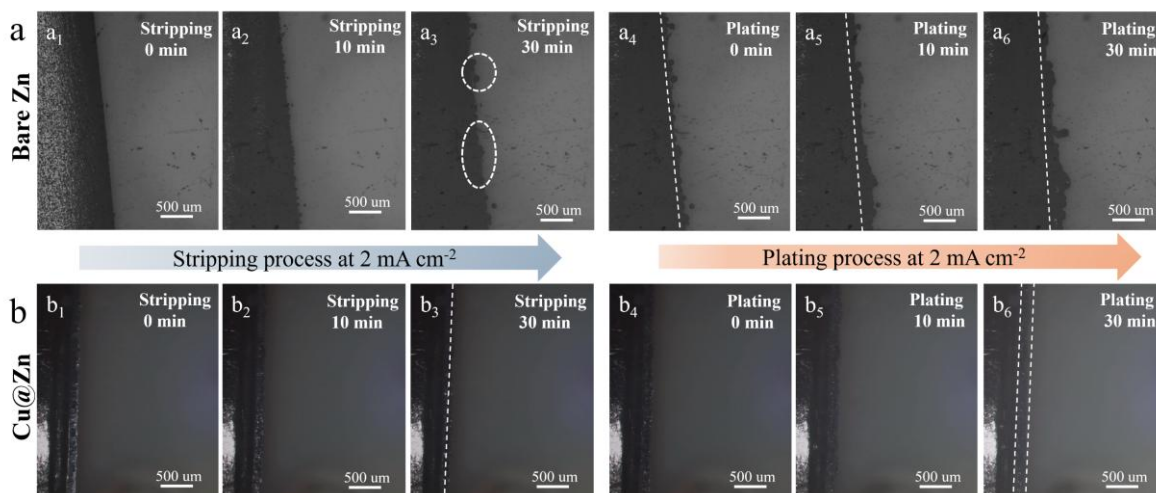 a
Bare Zn
a1
Stripping
0 min
500 um
a2
Stripping
10 min
500 um
a3
Stripping
30 min
500 um
a4
Plating
0 min
500 um
a5
Plating
10 min
500 um
a6
Plating
30 min
500 um
Stripping process at 2 mA cm-2
Plating process at 2 mA cm-2
b
Cu@Zn
b1
Stripping
0 min
500 um
b2
Stripping
10 min
500 um
b3
Stripping
30 min
500 um
b4
Plating
0 min
500 um
b5
Plating
10 min
500 um
b6
Plating
30 min
500 um